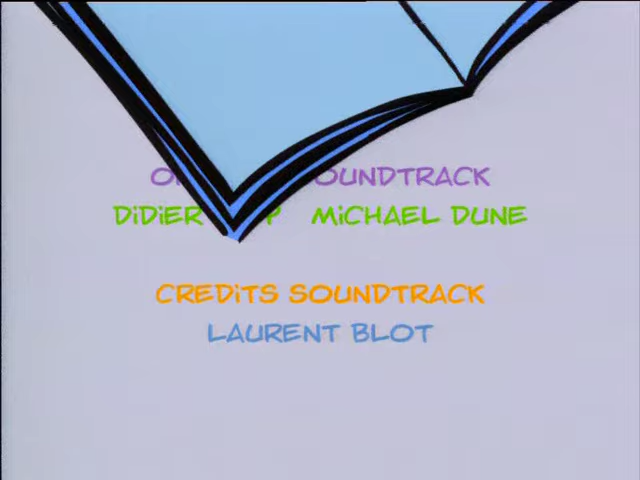 SOUNDTRACK
DiDiER MiCHAEL DUNE
CREDiTS SOUNDTRACK
LAURENT BLOT